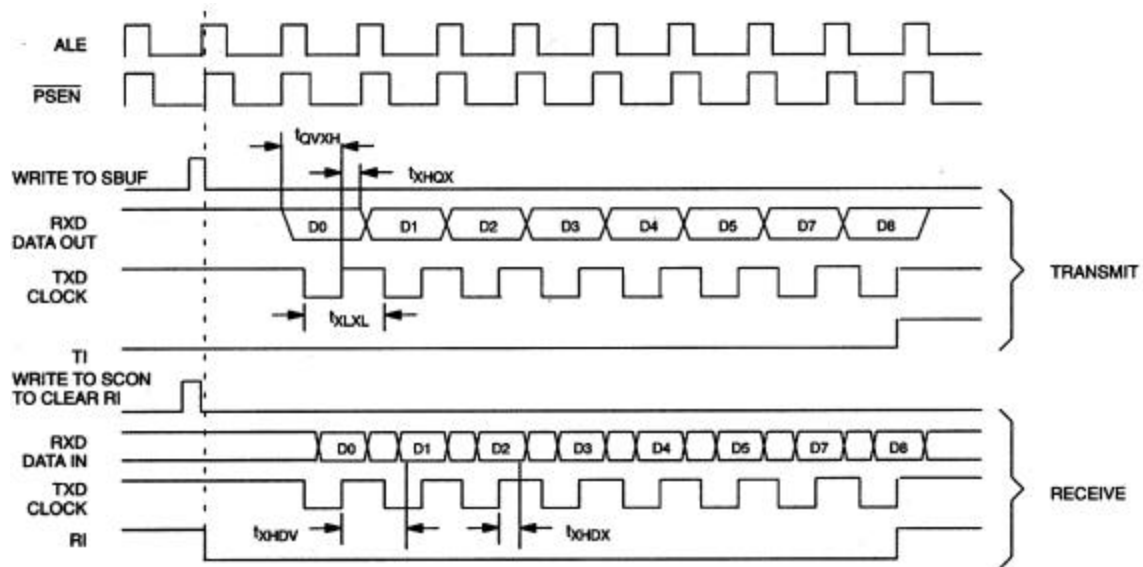 ALE
PSEN
tQVXH
tXHQX
WRITE TO SBUF
RXD
DATA OUT
D0 D1 D2 D3 D4 D5 D7 D8
TXD
CLOCK
TRANSMIT
tXLXL
TI
WRITE TO SCON
TO CLEAR RI
RXD
DATA IN
D0 D1 D2 D3 D4 D5 D7 D8
TXD
CLOCK
RECEIVE
tXHDV
tXHDX
RI